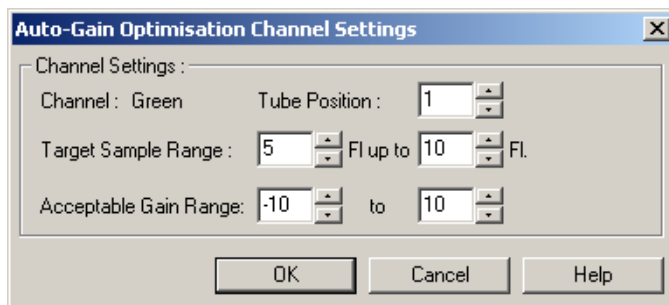 Auto-Gain Optimisation Channel Settings
Channel Settings :
Channel : Green Tube Position : 1
Target Sample Range : 5 Fl up to 10 Fl.
Acceptable Gain Range: -10 to 10
OK Cancel Help